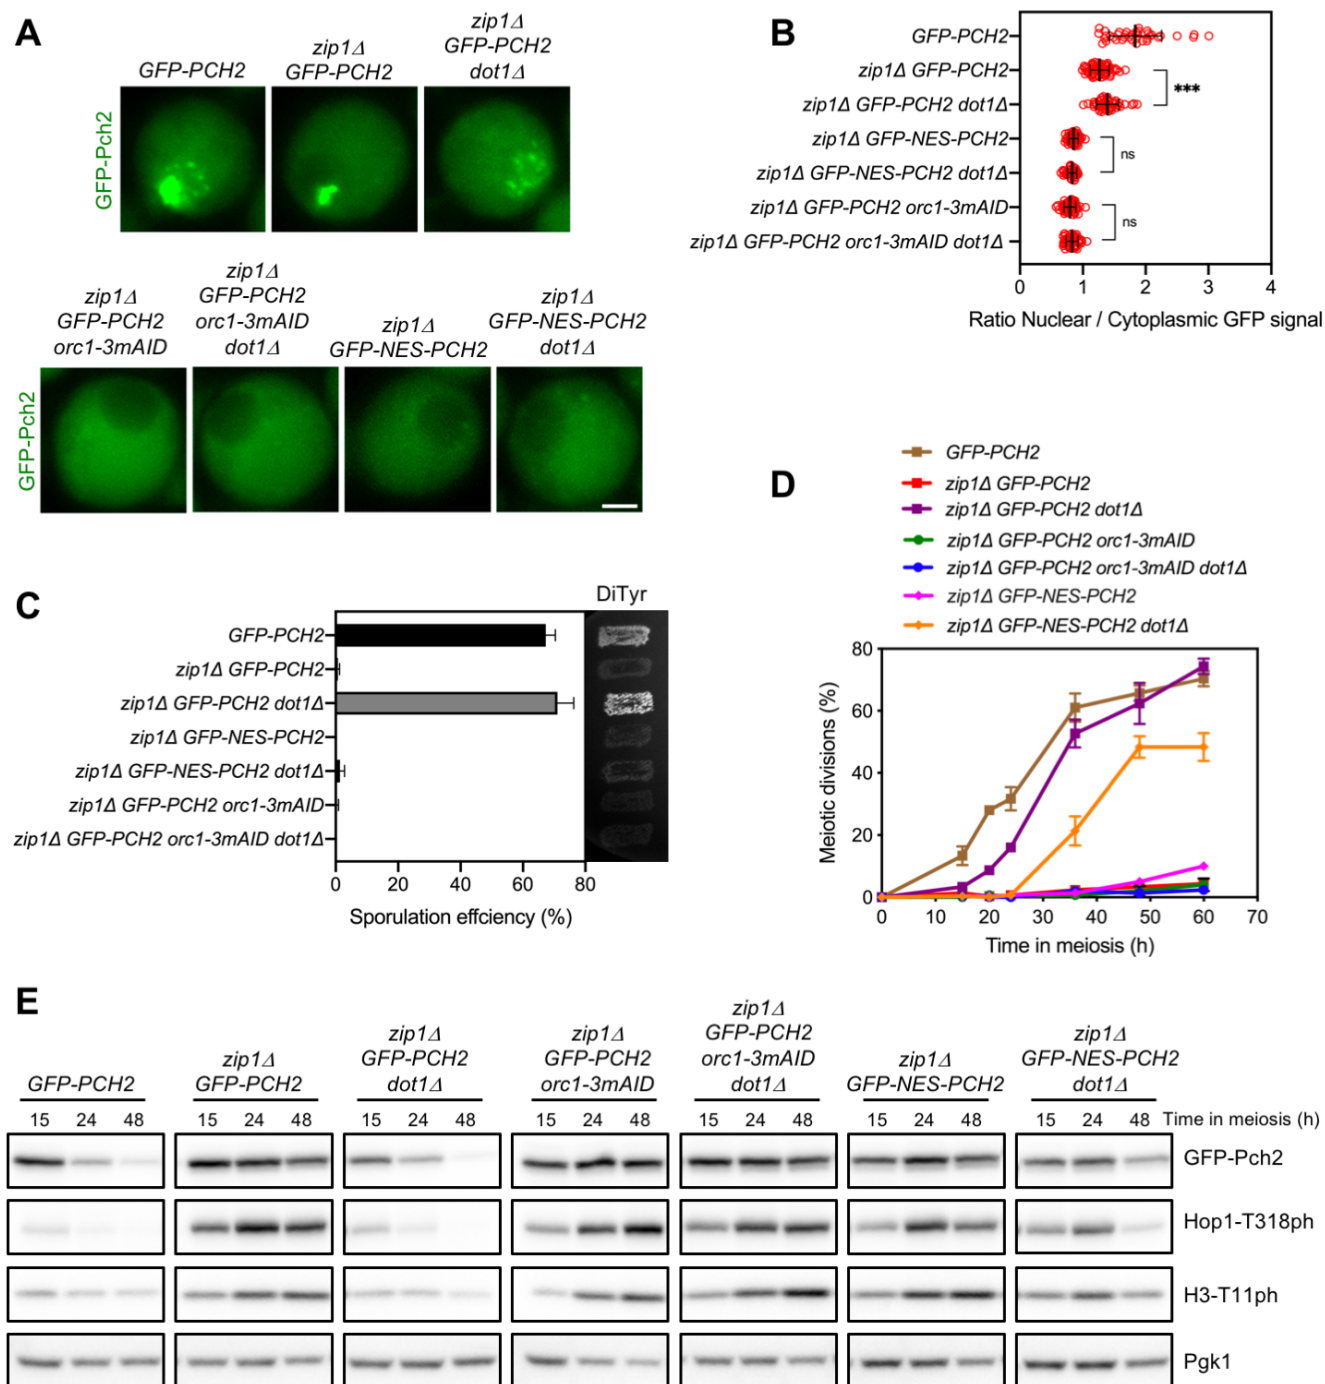 A
GFP-PCH2
zip1Δ
GFP-PCH2
zip1Δ
GFP-PCH2
dot1Δ
GFP-Pch2
zip1Δ
GFP-PCH2
orc1-3mAID
zip1Δ
GFP-PCH2
orc1-3mAID
dot1Δ
zip1Δ
GFP-NES-PCH2
zip1Δ
GFP-NES-PCH2
dot1Δ
GFP-Pch2
B
GFP-PCH2
zip1Δ GFP-PCH2
zip1Δ GFP-PCH2 dot1Δ
zip1Δ GFP-NES-PCH2
zip1Δ GFP-NES-PCH2 dot1Δ
zip1Δ GFP-PCH2 orc1-3mAID
zip1Δ GFP-PCH2 orc1-3mAID dot1Δ
***
ns
ns
0 1 2 3 4
Ratio Nuclear / Cytoplasmic GFP signal
C
DiTyr
GFP-PCH2
zip1Δ GFP-PCH2
zip1Δ GFP-PCH2 dot1Δ
zip1Δ GFP-NES-PCH2
zip1Δ GFP-NES-PCH2 dot1Δ
zip1Δ GFP-PCH2 orc1-3mAID
zip1Δ GFP-PCH2 orc1-3mAID dot1Δ
0 20 40 60 80
Sporulation effciency (%)
D
GFP-PCH2
zip1Δ GFP-PCH2
zip1Δ GFP-PCH2 dot1Δ
zip1Δ GFP-PCH2 orc1-3mAID
zip1Δ GFP-PCH2 orc1-3mAID dot1Δ
zip1Δ GFP-NES-PCH2
zip1Δ GFP-NES-PCH2 dot1Δ
80
60
40
20
0
Meiotic divisions (%)
0 10 20 30 40 50 60 70
Time in meiosis (h)
E
GFP-PCH2
zip1Δ
GFP-PCH2
zip1Δ
GFP-PCH2
dot1Δ
zip1Δ
GFP-PCH2
orc1-3mAID
zip1Δ
GFP-PCH2
orc1-3mAID
dot1Δ
zip1Δ
GFP-NES-PCH2
zip1Δ
GFP-NES-PCH2
dot1Δ
15 24 48 15 24 48 15 24 48 15 24 48 15 24 48 15 24 48 15 24 48 Time in meiosis (h)
GFP-Pch2
Hop1-T318ph
H3-T11ph
Pgk1